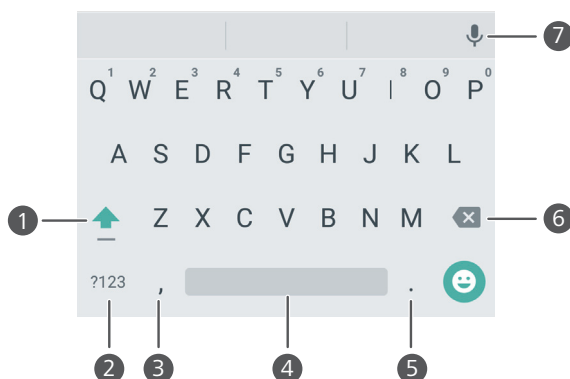 7
1 2 3 4 5 6 7 8 9 0
Q W E R T Y U I O P
A S D F G H J K L
1 Z X C V B N M 6
?123 , .
2 3 4 5